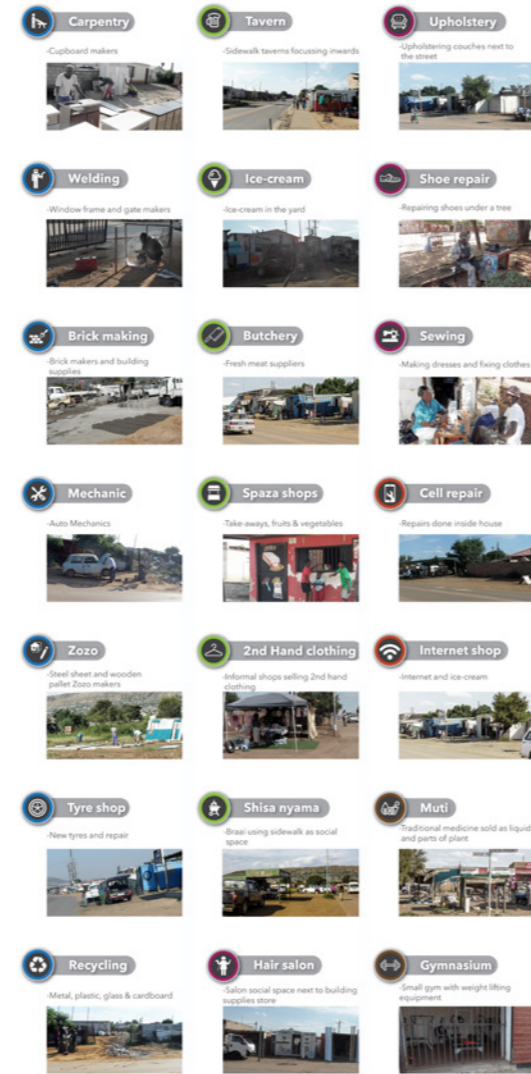 Carpentry
-Cupboard makers
Tavern
-Sidewalk taverns focussing inwards
Upholstery
-Upholstering couches next to
the street
Welding
-Window frame and gate makers
Ice-cream
-Ice-cream in the yard
Shoe repair
-Repairing shoes under a tree
Brick making
-Brick makers and building
supplies
Butchery
-Fresh meat suppliers
Sewing
-Making dresses and fixing clothes
Mechanic
-Auto Mechanics
Spaza shops
-Take-aways, fruits & vegetables
Cell repair
-Repairs done inside house
Zozo
-Steel sheet and wooden
pallet Zozo makers
2nd Hand clothing
-Informal shops selling 2nd hand
clothing
Internet shop
-Internet and ice-cream
Tyre shop
-New tyres and repair
Shisa nyama
-Braai using sidewalk as social
space
Muti
-Traditional medicine sold as liquid
and parts of plant
Recycling
-Metal, plastic, glass & cardboard
Hair salon
-Salon social space next to building
supplies store
Gymnasium
-Small gym with weight lifting
equipment